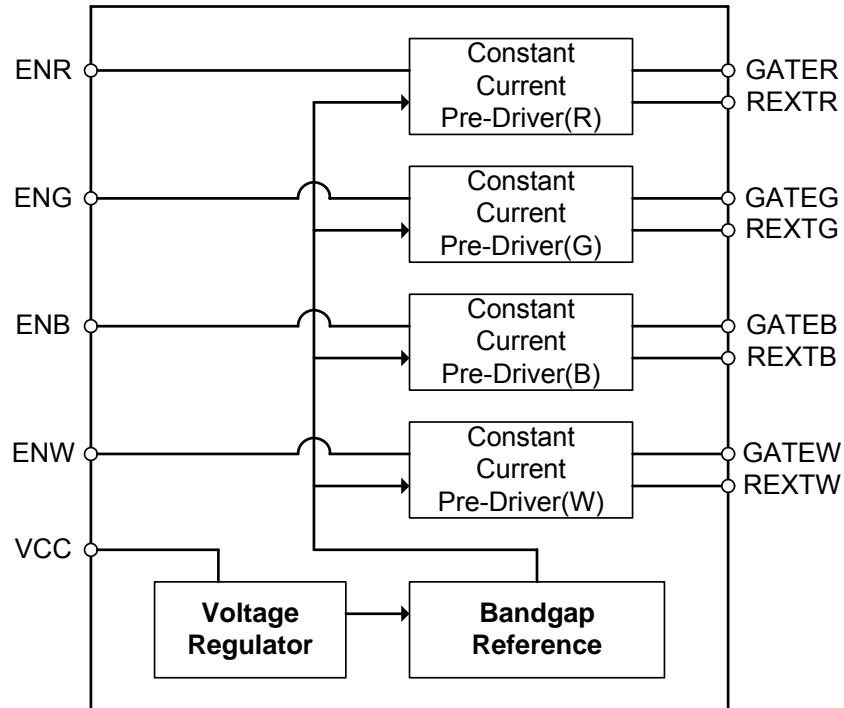 ENR
Constant
Current
Pre-Driver(R)
GATER
REXTR
ENG
Constant
Current
Pre-Driver(G)
GATEG
REXTG
ENB
Constant
Current
Pre-Driver(B)
GATEB
REXTB
ENW
Constant
Current
Pre-Driver(W)
GATEW
REXTW
VCC
Voltage
Regulator
Bandgap
Reference